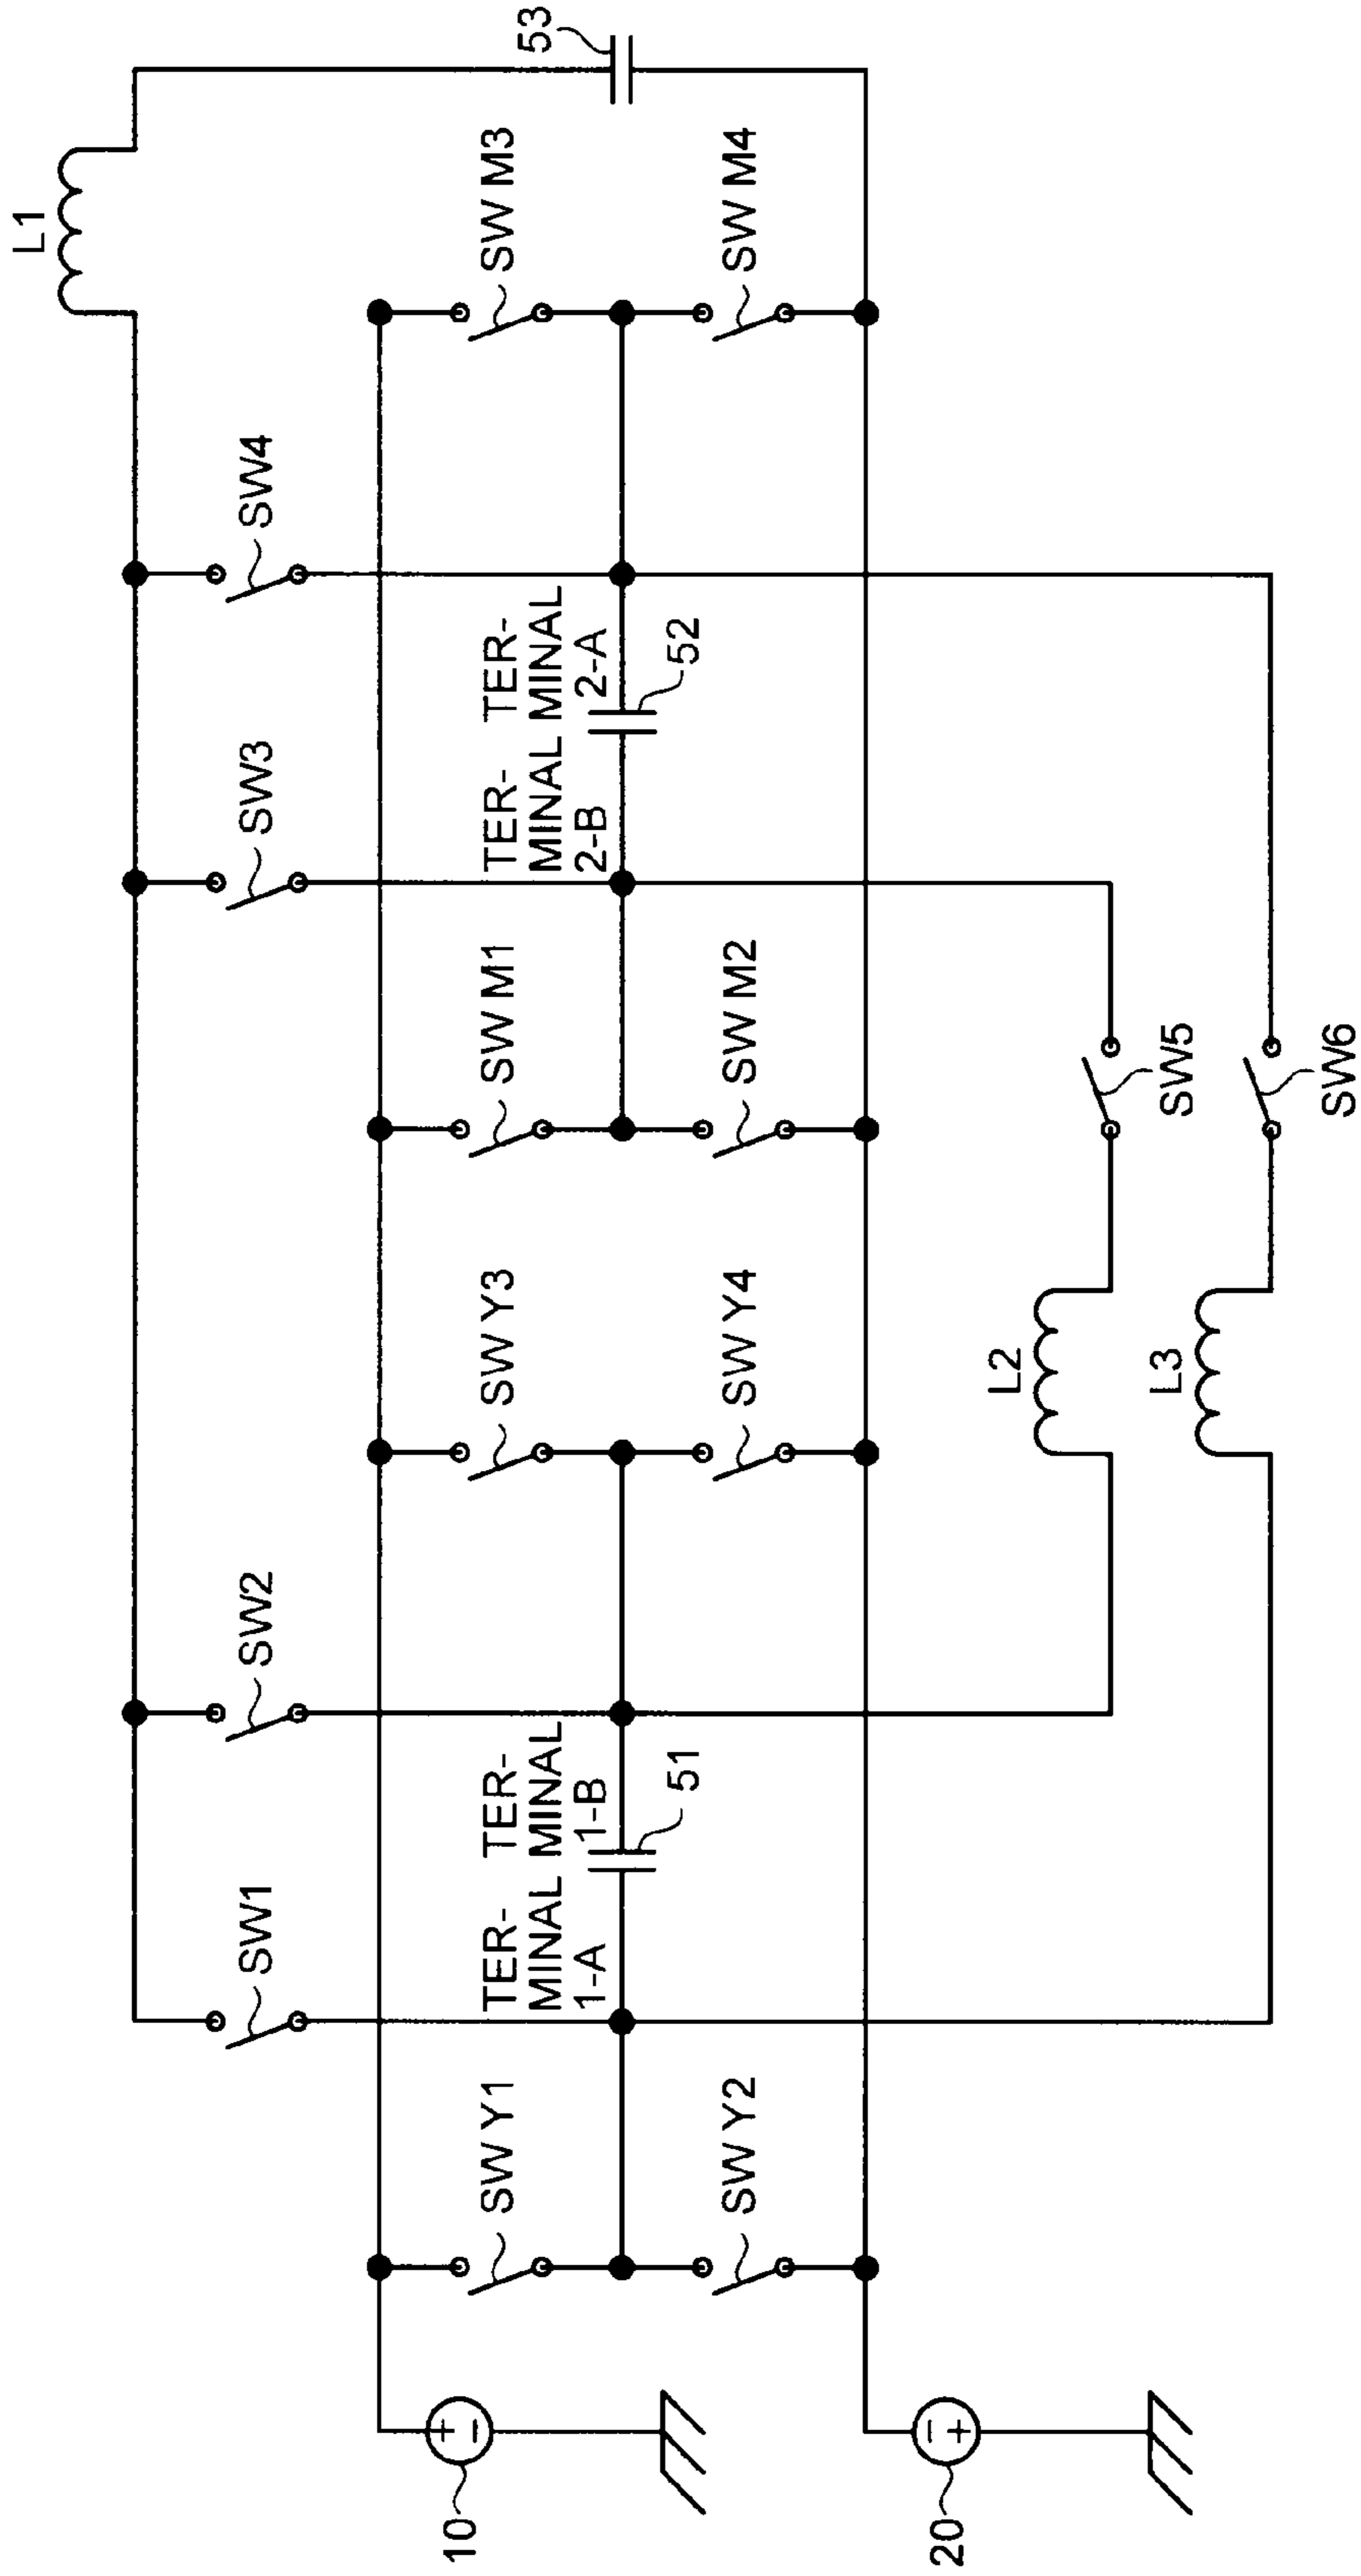 L1
53
SW1
SW2
SW3
SW4
SW Y1
SW Y3
SW M1
SW M3
TER-
MINAL
1-A
TER-
MINAL
1-B
TER-
MINAL
2-B
TER-
MINAL
2-A
51
52
10
SW Y2
SW Y4
SW M2
SW M4
20
L2
SW5
L3
SW6